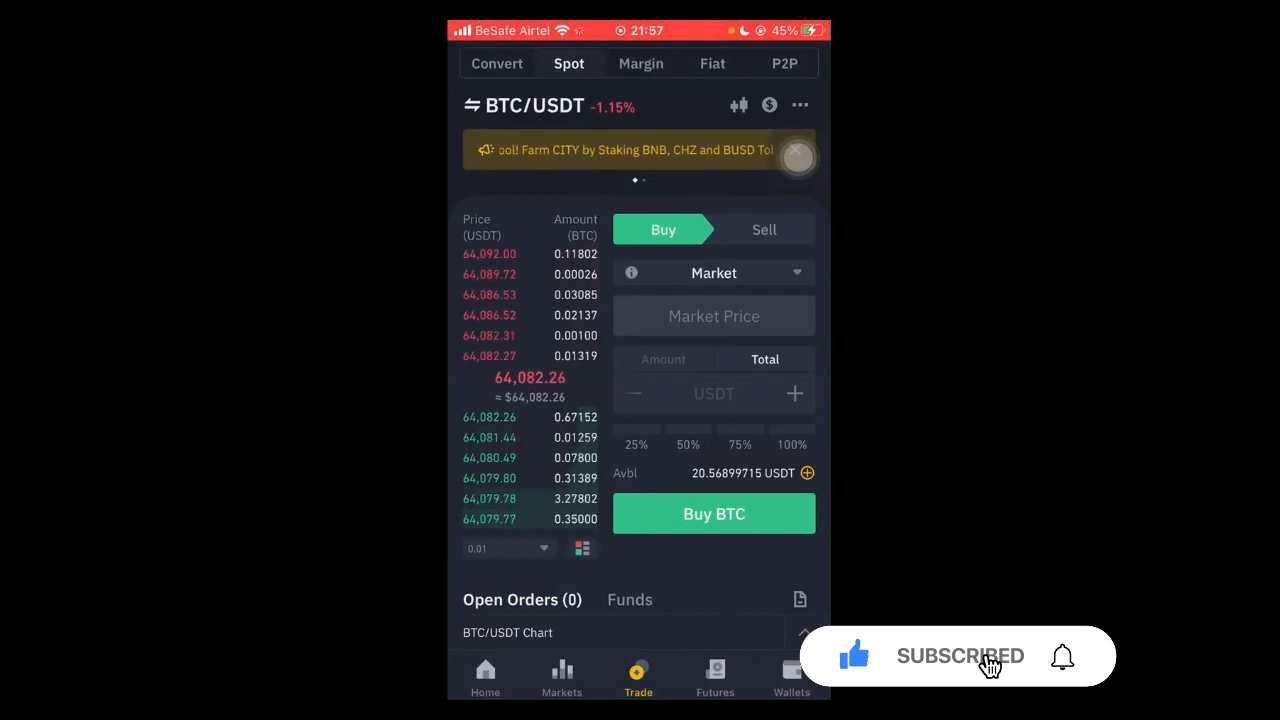 BeSafe Airtel 21:57 45%
Convert Spot Margin Fiat P2P
BTC/USDT -1.15%
ool! Farm CITY by Staking BNB, CHZ and BUSD Tol
Price Amount
(USDT) (BTC)
Buy Sell
64,092.00 0.11802
64,089.72 0.00026
Market
64,086.53 0.03085
64,086.52 0.02137
Market Price
64,082.31 0.00100
64,082.27 0.01319
Amount Total
64,082.26
≈ $64,082.26
USDT
64,082.26 0.67152
64,081.44 0.01259
25% 50% 75% 100%
64,080.49 0.07800
64,079.80 0.31389
Avbl 20.56899715 USDT
64,079.78 3.27802
64,079.77 0.35000
Buy BTC
0.01
Open Orders (0) Funds
BTC/USDT Chart
SUBSCRIBED
Home Markets Trade Futures Wallets